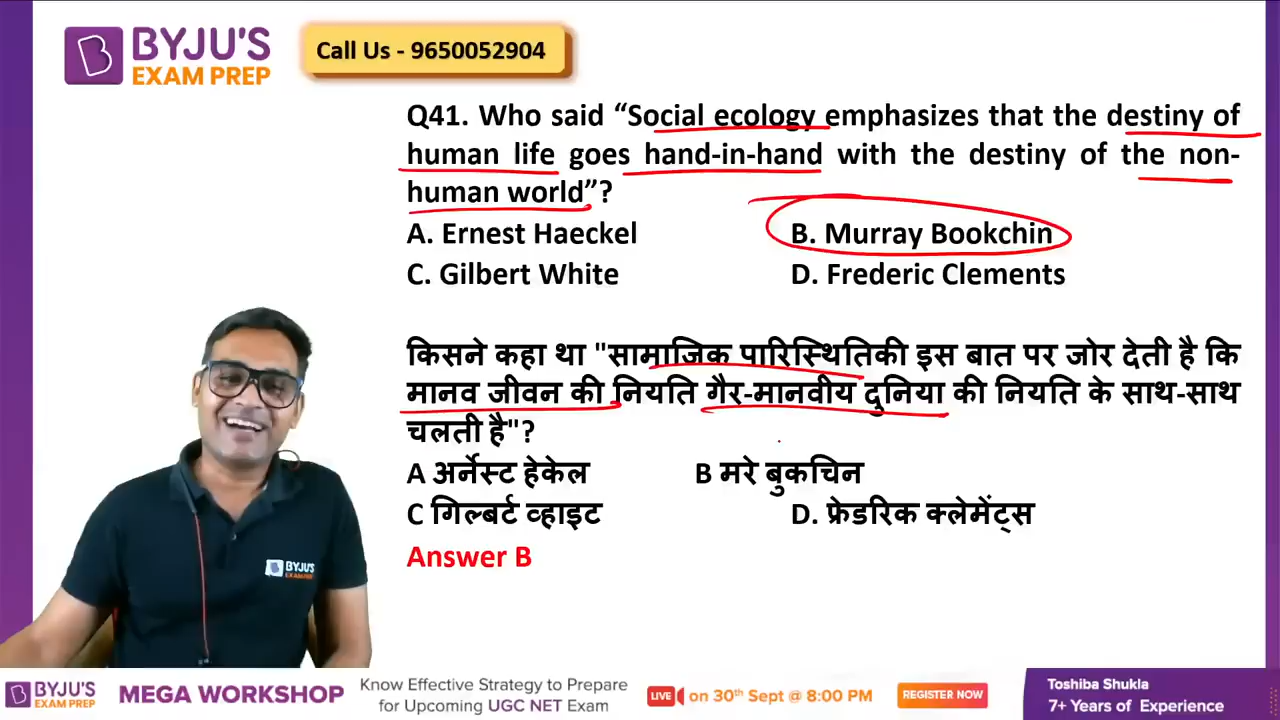 BYJU'S
EXAM PREP
Call Us - 9650052904
Q41. Who said “Social ecology emphasizes that the destiny of
human life goes hand-in-hand with the destiny of the non-
human world”?
A. Ernest Haeckel B. Murray Bookchin
C. Gilbert White D. Frederic Clements
किसने कहा था "सामाजिक पारिस्थितिकी इस बात पर जोर देती है कि
मानव जीवन की नियति गैर-मानवीय दुनिया की नियति के साथ-साथ
चलती है"?
A अर्नेस्ट हेकेल B मरे बुकचिन
C गिल्बर्ट व्हाइट D. फ्रेडरिक क्लेमेंट्स
Answer B
BYJU'S
EXAM PREP
BYJU'S
EXAM PREP
MEGA WORKSHOP
Know Effective Strategy to Prepare
for Upcoming UGC NET Exam
LIVE on 30th Sept @ 8:00 PM
REGISTER NOW
Toshiba Shukla
7+ Years of Experience